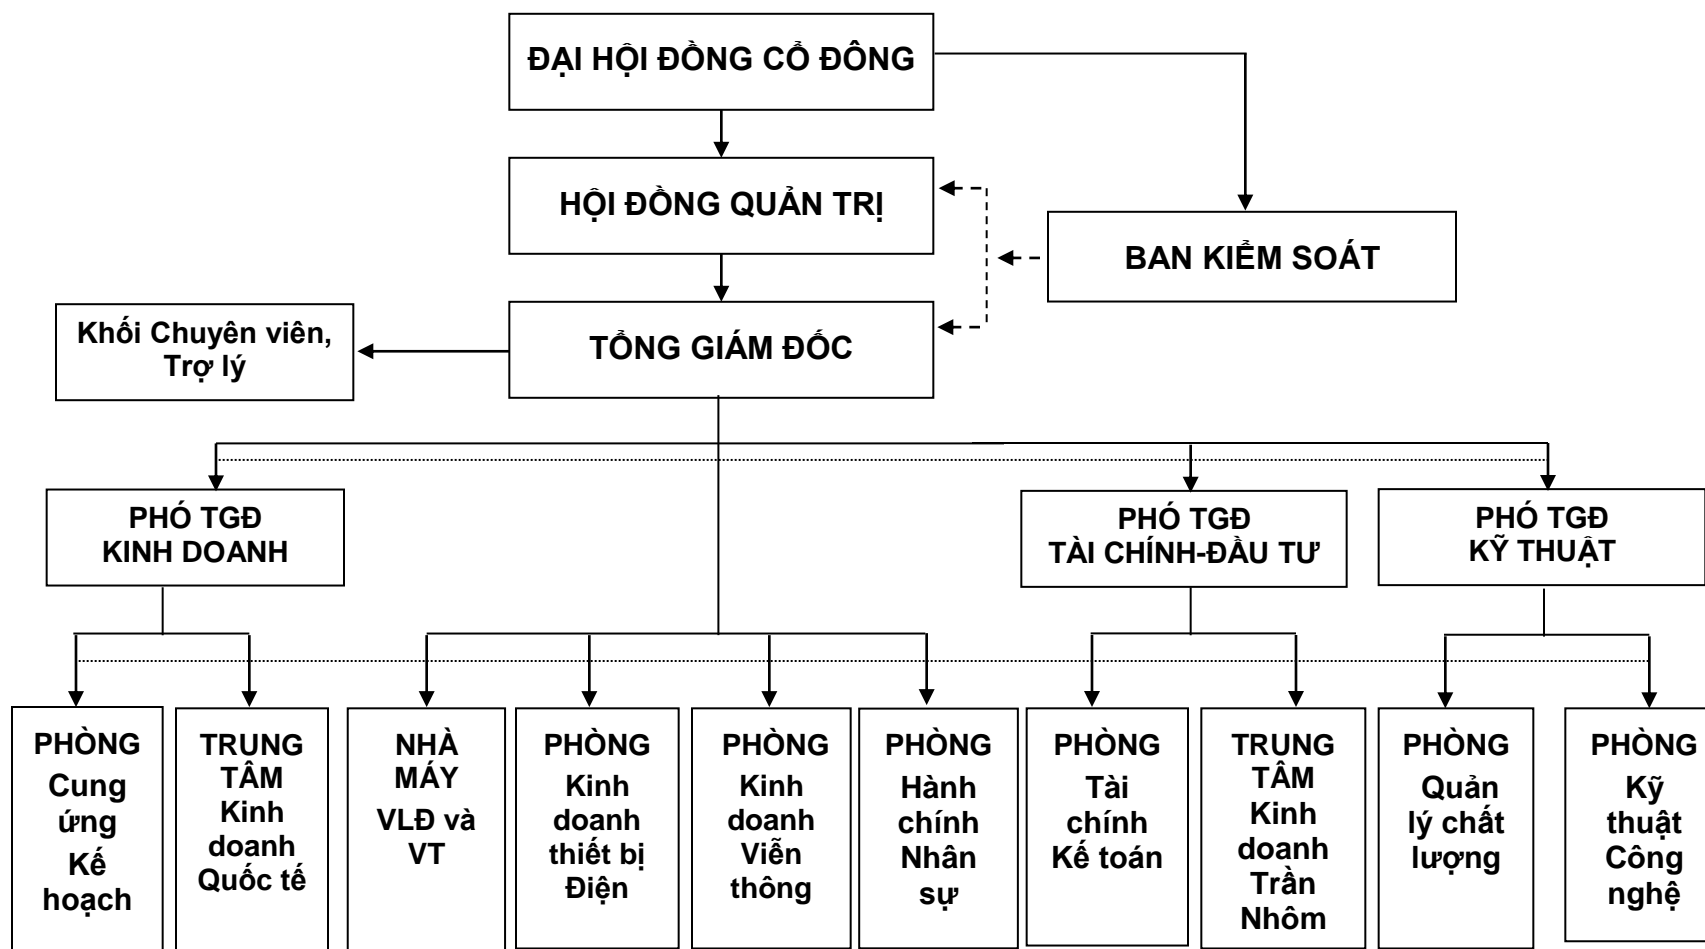 ĐẠI HỘI ĐỒNG CỔ ĐÔNG
HỘI ĐỒNG QUẢN TRỊ
BAN KIỂM SOÁT
Khối Chuyên viên,
Trợ lý
TỔNG GIÁM ĐỐC
PHÓ TGĐ
KINH DOANH
PHÓ TGĐ
TÀI CHÍNH-ĐẦU TƯ
PHÓ TGĐ
KỸ THUẬT
PHÒNG
Cung
ứng
Kế
hoạch
TRUNG
TÂM
Kinh
doanh
Quốc tế
NHÀ
MÁY
VLĐ và
VT
PHÒNG
Kinh
doanh
thiết bị
Điện
PHÒNG
Kinh
doanh
Viễn
thông
PHÒNG
Hành
chính
Nhân
sự
PHÒNG
Tài
chính
Kế toán
TRUNG
TÂM
Kinh
doanh
Trần
Nhôm
PHÒNG
Quản
lý chất
lượng
PHÒNG
Kỹ
thuật
Công
nghệ